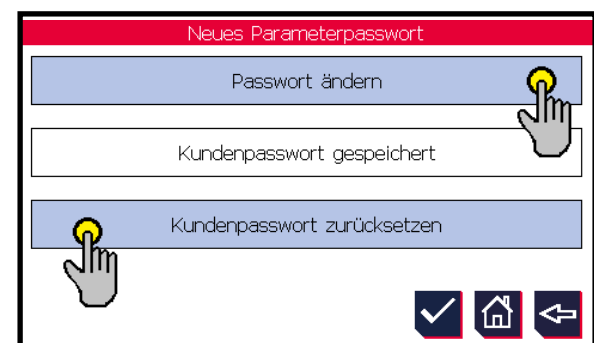 Neues Parameterpasswort
Passwort ändern
Kundenpasswort gespeichert
Kundenpasswort zurücksetzen